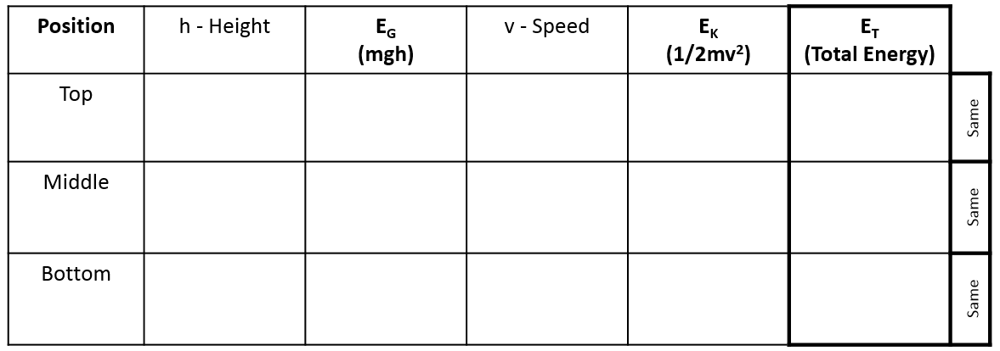 Position h - Height E_G v - Speed E_K E_T
(mgh) (1/2mv²) (Total Energy)
Top
Same
Middle
Same
Bottom
Same